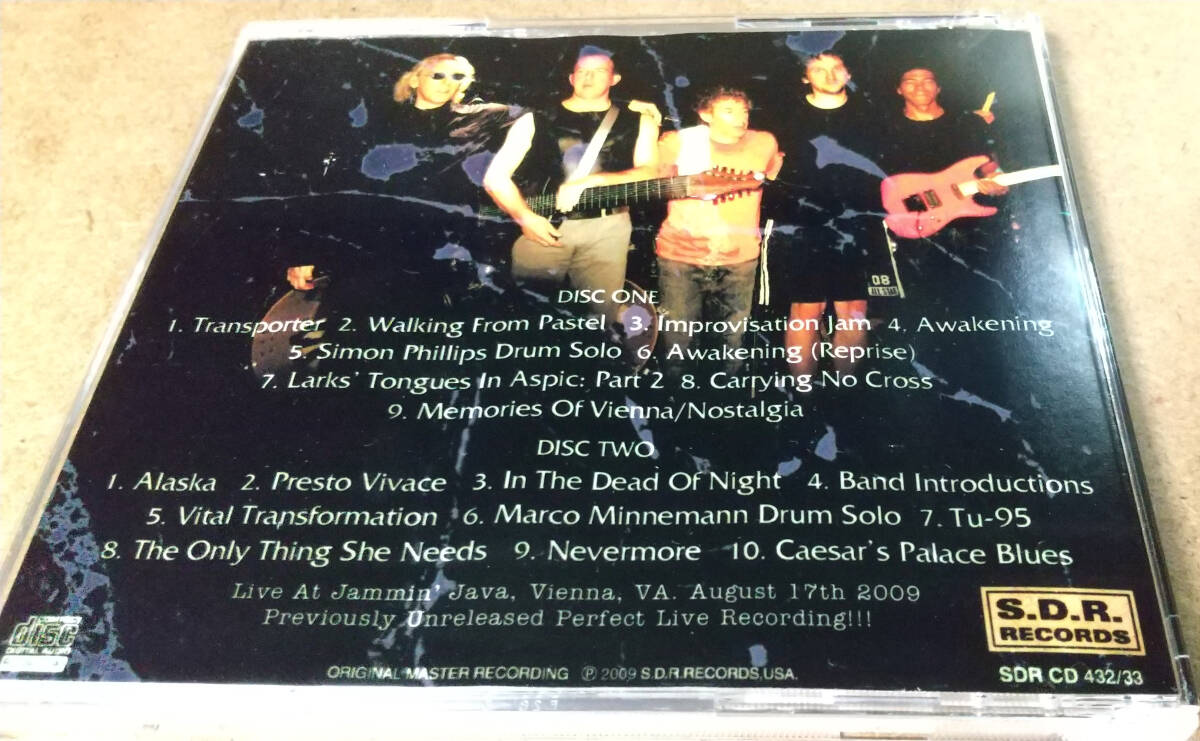 DISC ONE
1. Transporter 2. Walking From Pastel 3. Improvisation Jam 4. Awakening
5. Simon Phillips Drum Solo 6. Awakening (Reprise)
7. Larks' Tongues In Aspic: Part 2 8. Carrying No Cross
9. Memories Of Vienna/Nostalgia
DISC TWO
1. Alaska 2. Presto Vivace 3. In The Dead Of Night 4. Band Introductions
5. Vital Transformation 6. Marco Minnemann Drum Solo 7. Tu-95
8. The Only Thing She Needs 9. Nevermore 10. Caesar's Palace Blues
Live At Jammin' Java, Vienna, VA. August 17th 2009
Previously Unreleased Perfect Live Recording!!!
S.D.R.
RECORDS
COMPACT
disc
DIGITAL AUDIO
ORIGINAL MASTER RECORDING ℗ 2009 S.D.R.RECORDS,USA.
SDR CD 432/33
08